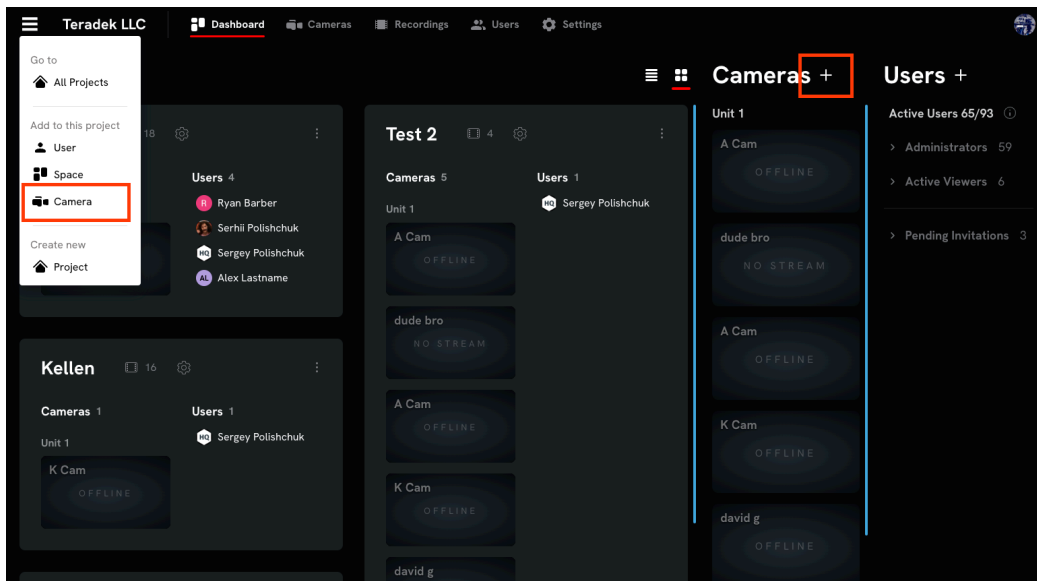 Teradek LLC
Dashboard
Cameras
Recordings
Users
Settings
Go to
All Projects
Add to this project
User
Space
Camera
Create new
Project
18
Users 4
R Ryan Barber
Serhii Polishchuk
HQ Sergey Polishchuk
AL Alex Lastname
Kellen 16
Cameras 1
Unit 1
K Cam
OFFLINE
Users 1
HQ Sergey Polishchuk
Test 2 4
Cameras 5
Unit 1
A Cam
OFFLINE
dude bro
NO STREAM
A Cam
OFFLINE
K Cam
OFFLINE
david g
Users 1
HQ Sergey Polishchuk
Cameras +
Unit 1
A Cam
OFFLINE
dude bro
NO STREAM
A Cam
OFFLINE
K Cam
OFFLINE
david g
OFFLINE
Users +
Active Users 65/93
Administrators 59
Active Viewers 6
Pending Invitations 3